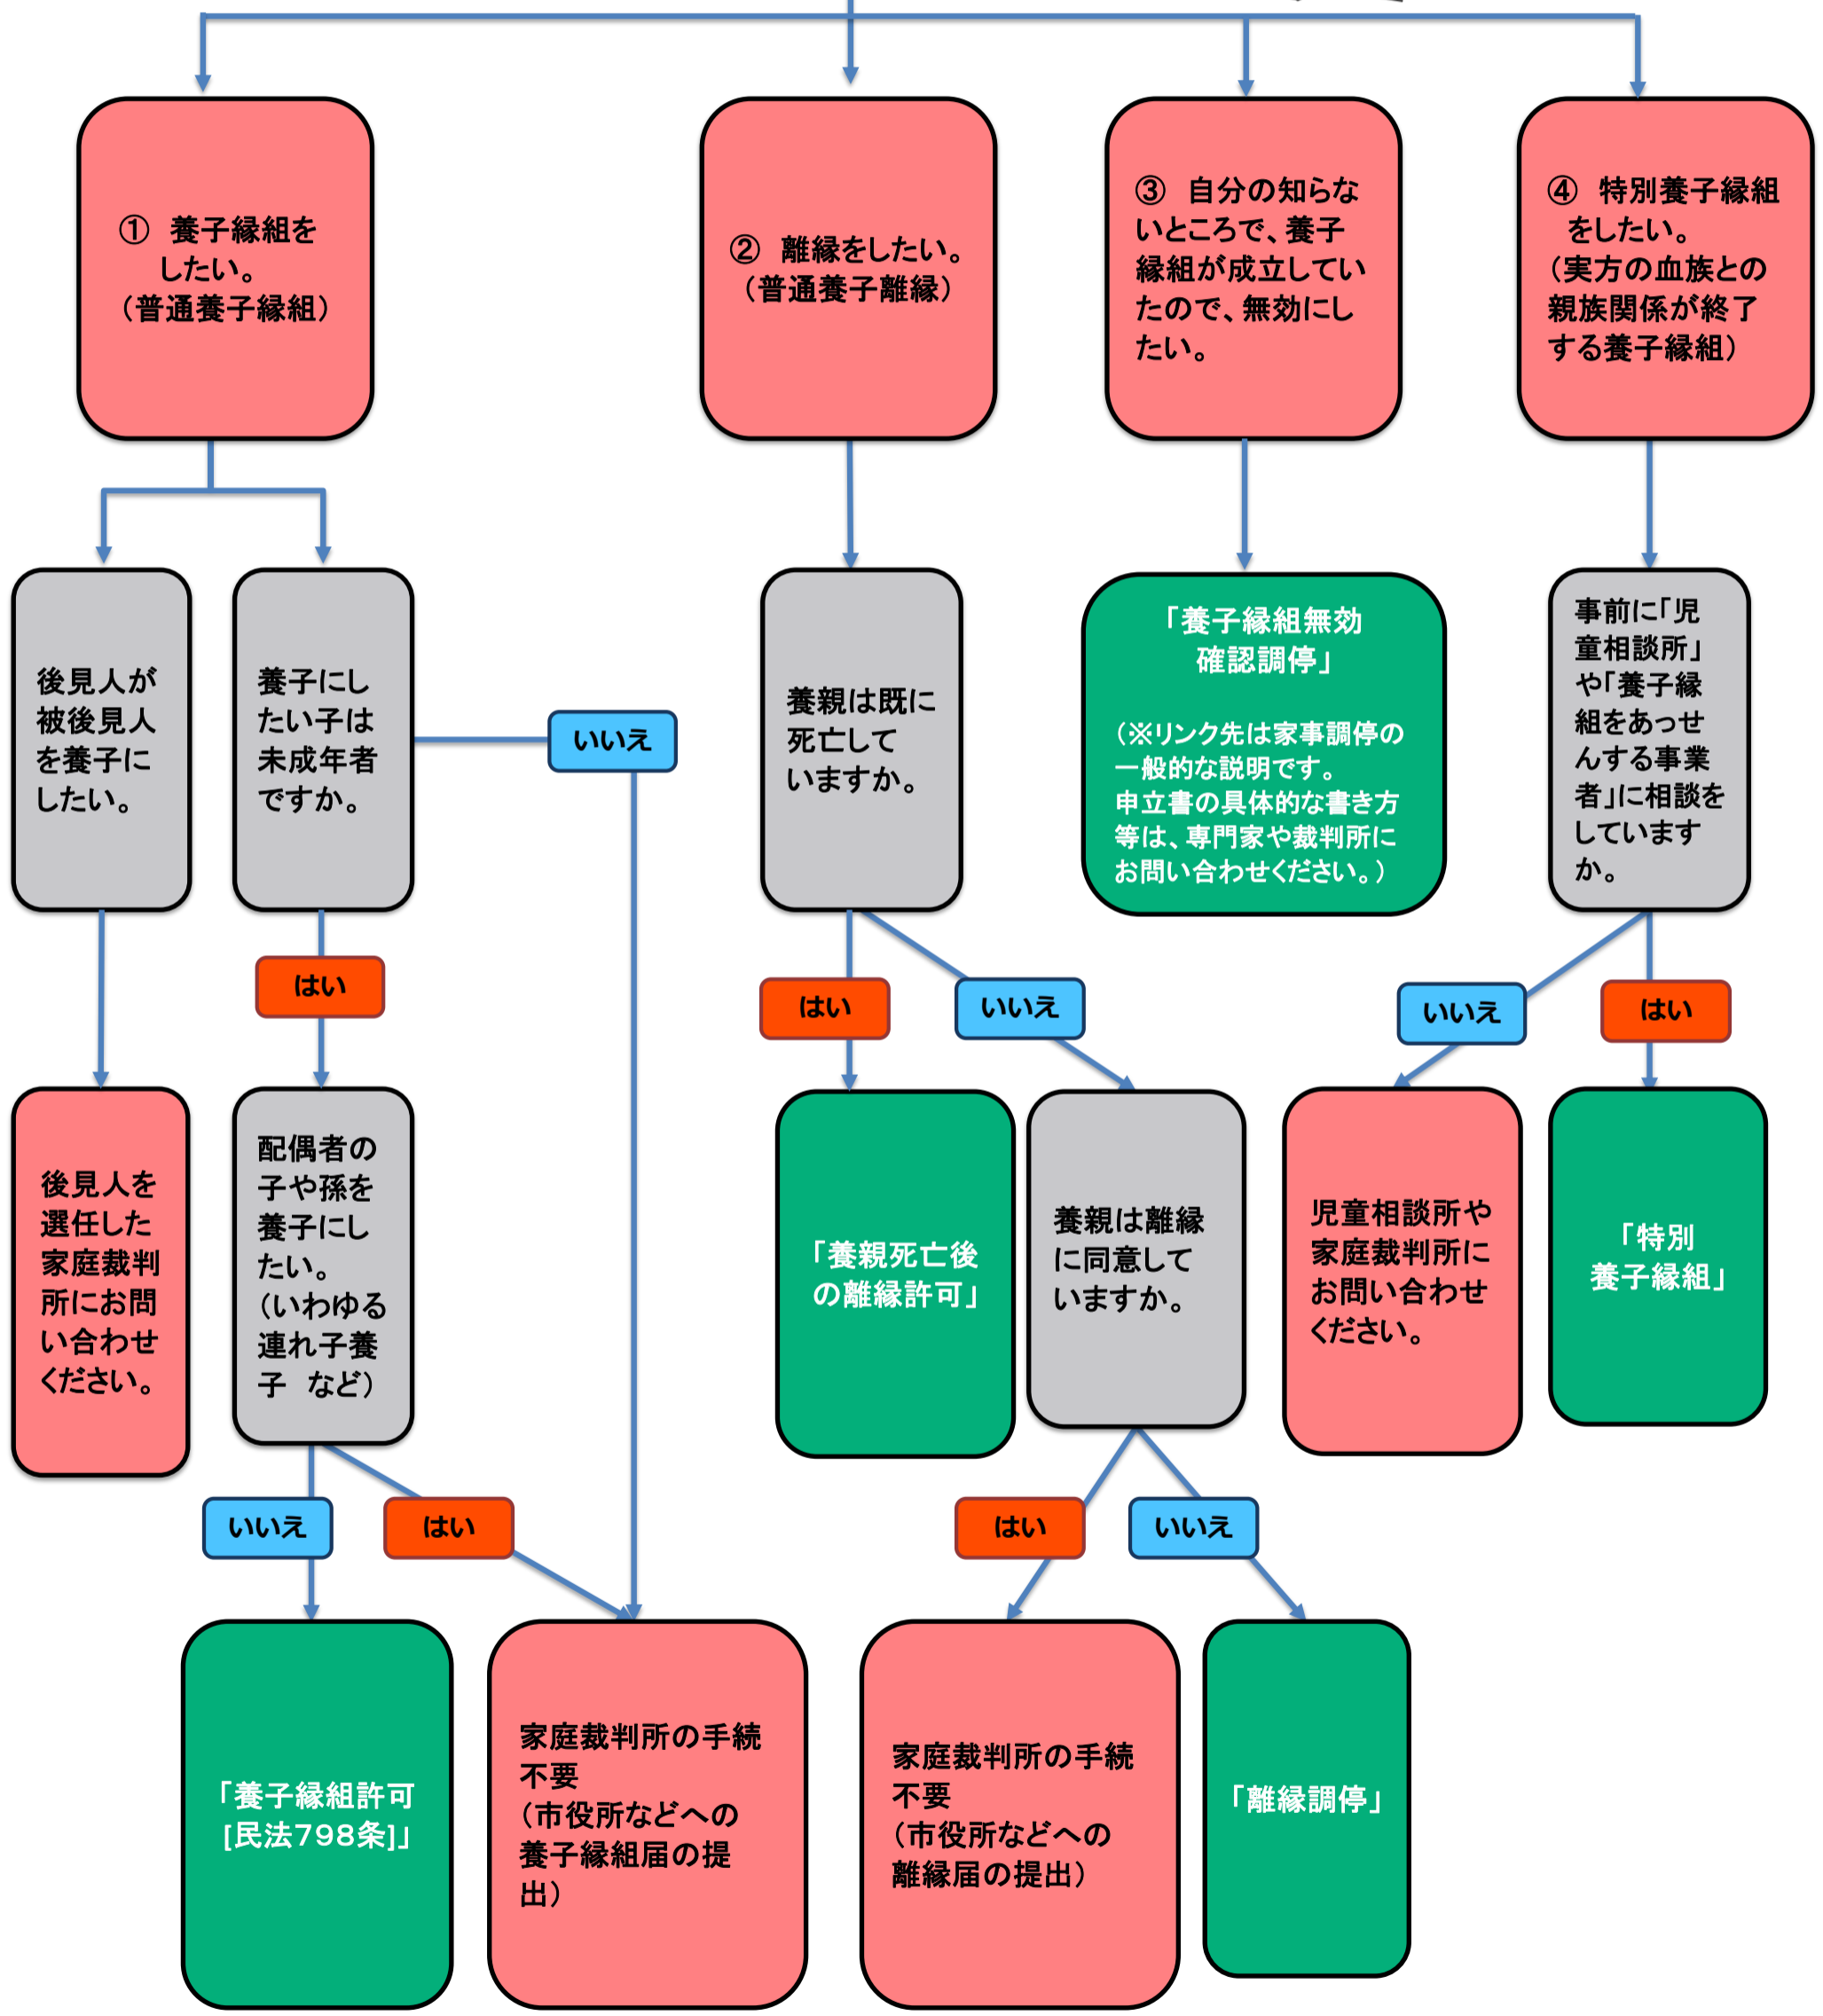 ① 養子縁組を
したい。
（普通養子縁組）
② 離縁をしたい。
（普通養子離縁）
③ 自分の知らな
いところで、養子
縁組が成立してい
たので、無効にし
たい。
④ 特別養子縁組
をしたい。
（実方の血族との
親族関係が終了
する養子縁組）
後見人が
被後見人
を養子に
したい。
養子にし
たい子は
未成年者
ですか。
いいえ
養親は既に
死亡して
いますか。
「養子縁組無効
確認調停」
（※リンク先は家事調停の
一般的な説明です。
申立書の具体的な書き方
等は、専門家や裁判所に
お問い合わせください。）
事前に「児
童相談所」
や「養子縁
組をあっせ
んする事業
者」に相談を
しています
か。
はい
はい
いいえ
いいえ
はい
後見人を
選任した
家庭裁判
所にお問
い合わせ
ください。
配偶者の
子や孫を
養子にし
たい。
（いわゆる
連れ子養
子 など）
「養親死亡後
の離縁許可」
養親は離縁
に同意して
いますか。
児童相談所や
家庭裁判所に
お問い合わせ
ください。
「特別
養子縁組」
いいえ
はい
はい
いいえ
「養子縁組許可
[民法７９８条]」
家庭裁判所の手続
不要
（市役所などへの
養子縁組届の提
出）
家庭裁判所の手続
不要
（市役所などへの
離縁届の提出）
「離縁調停」